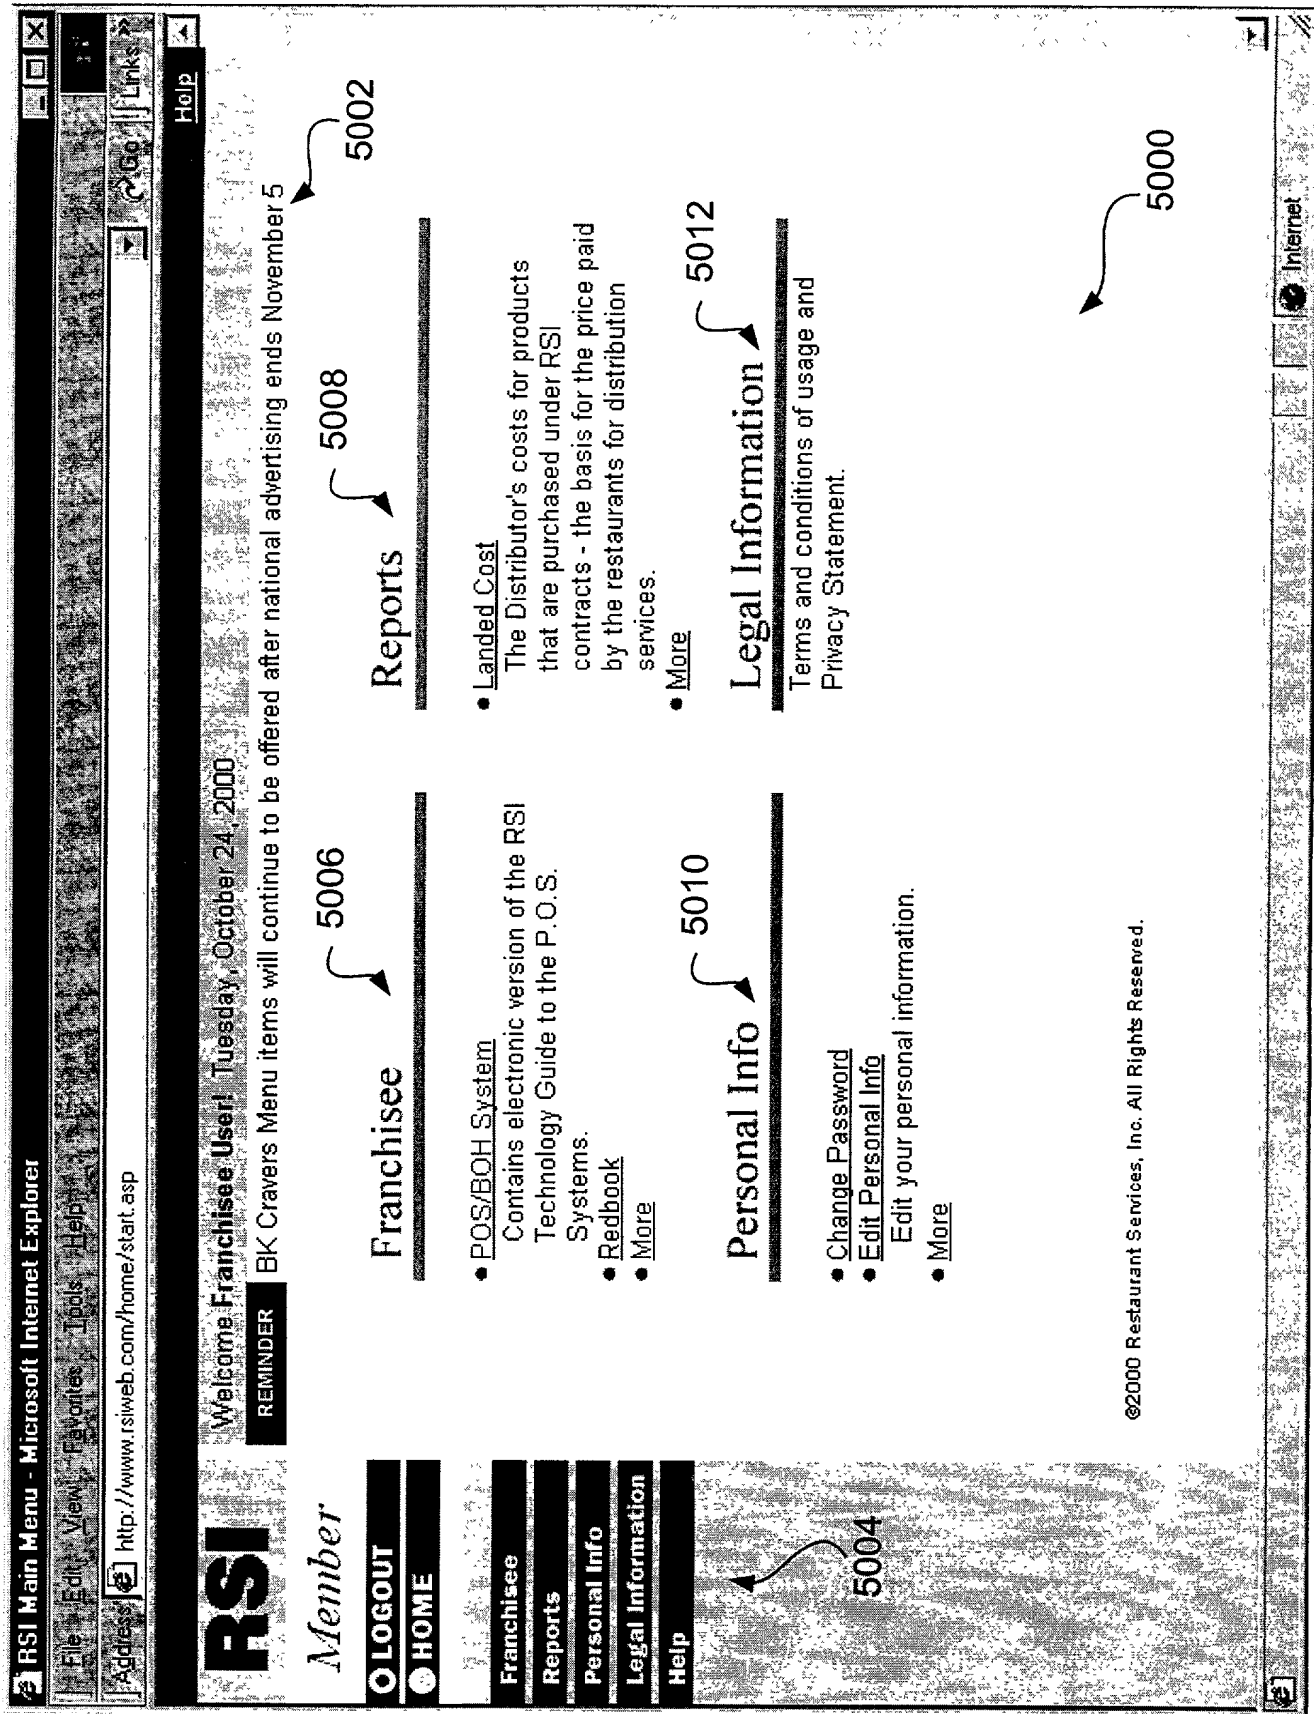 RSI Main Menu - Microsoft Internet Explorer
File Edit View Favorites Tools Help
Address http://www.rsiweb.com/home/start.asp Go Links »
Help
RSI
Welcome Franchisee User! Tuesday, October 24, 2000
REMINDER BK Cravers Menu items will continue to be offered after national advertising ends November 5
5002
Member
LOGOUT
HOME
Franchisee
Reports
Personal Info
Legal Information
Help
5004
Franchisee
5006
• POS/BOH System
Contains electronic version of the RSI
Technology Guide to the P.O.S.
Systems.
• Redbook
• More
Reports
5008
• Landed Cost
The Distributor's costs for products
that are purchased under RSI
contracts - the basis for the price paid
by the restaurants for distribution
services.
• More
Personal Info
5010
• Change Password
• Edit Personal Info
Edit your personal information.
• More
Legal Information
5012
Terms and conditions of usage and
Privacy Statement.
5000
©2000 Restaurant Services, Inc. All Rights Reserved.
Internet